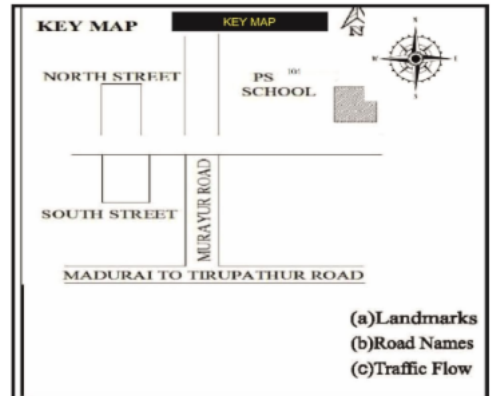 KEY MAP
KEY MAP
N
NORTH STREET
PS
SCHOOL
N
W
S
SOUTH STREET
MURAYUR ROAD
MADURAI TO TIRUPATHUR ROAD
(a)Landmarks
(b)Road Names
(c)Traffic Flow